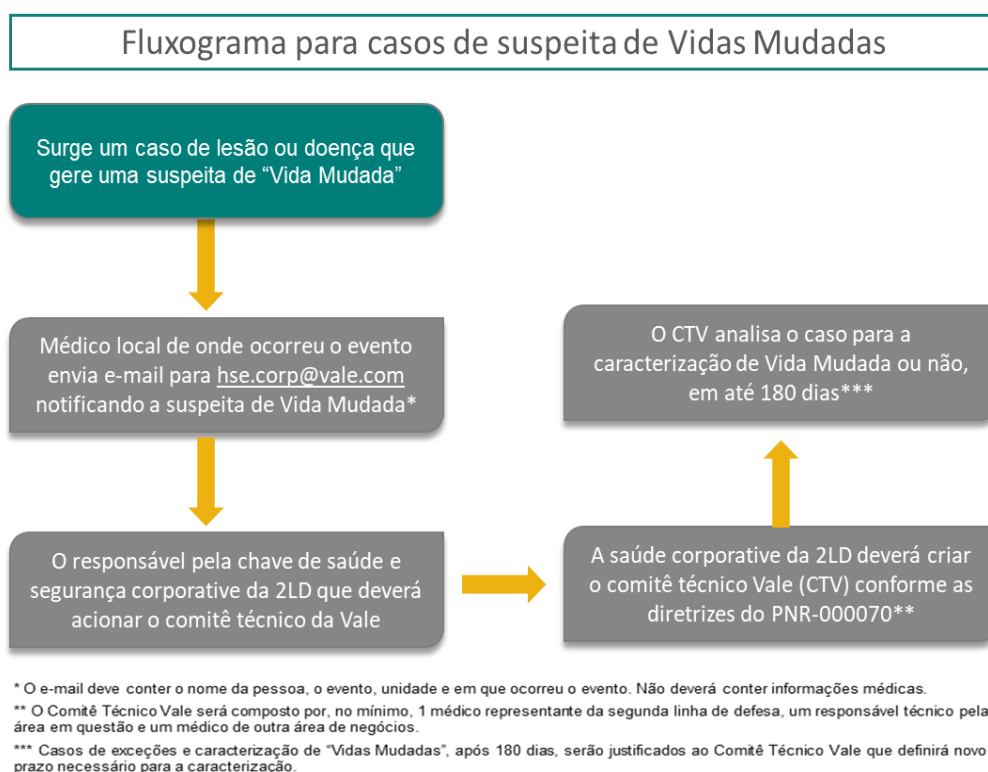 Fluxograma para casos de suspeita de Vidas Mudadas
Surge um caso de lesão ou doença que
gere uma suspeita de “Vida Mudada”
Médico local de onde ocorreu o evento
envia e-mail para hse.corp@vale.com
notificando a suspeita de Vida Mudada*
O responsável pela chave de saúde e
segurança corporative da 2LD que deverá
acionar o comitê técnico da Vale
A saúde corporative da 2LD deverá criar
o comitê técnico Vale (CTV) conforme as
diretrizes do PNR-000070**
O CTV analisa o caso para a
caracterização de Vida Mudada ou não,
em até 180 dias***
* O e-mail deve conter o nome da pessoa, o evento, unidade e em que ocorreu o evento. Não deverá conter informações médicas.
** O Comitê Técnico Vale será composto por, no mínimo, 1 médico representante da segunda linha de defesa, um responsável técnico pela
área em questão e um médico de outra área de negócios.
*** Casos de exceções e caracterização de “Vidas Mudadas”, após 180 dias, serão justificados ao Comitê Técnico Vale que definirá novo
prazo necessário para a caracterização.